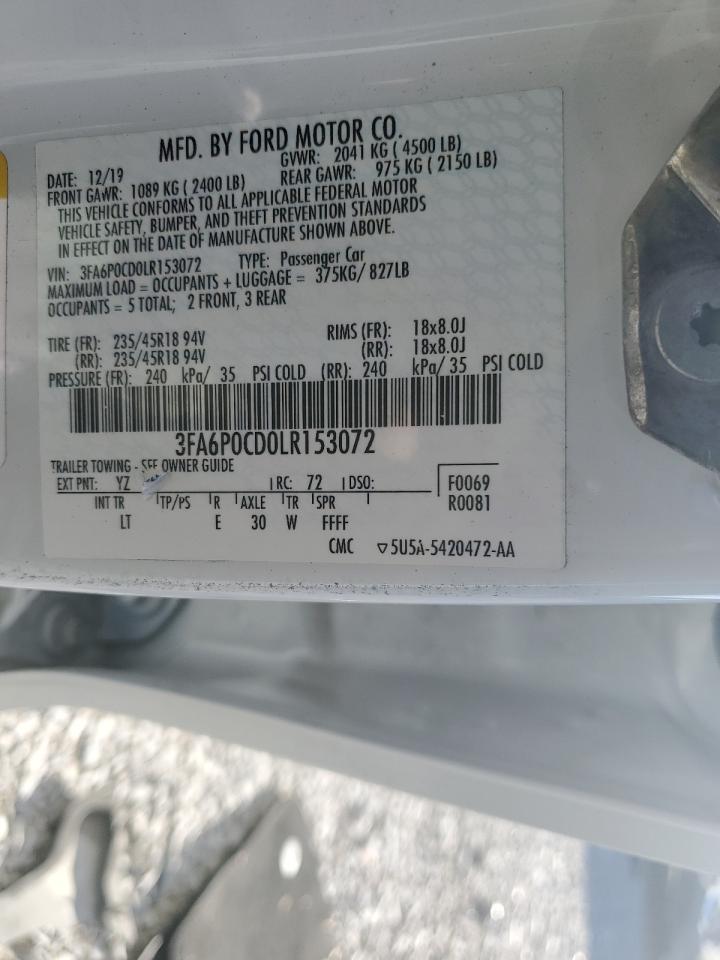 MFD. BY FORD MOTOR CO.
DATE: 12/19 GVWR: 2041 KG ( 4500 LB)
FRONT GAWR: 1089 KG ( 2400 LB) REAR GAWR: 975 KG ( 2150 LB)
THIS VEHICLE CONFORMS TO ALL APPLICABLE FEDERAL MOTOR
VEHICLE SAFETY, BUMPER, AND THEFT PREVENTION STANDARDS
IN EFFECT ON THE DATE OF MANUFACTURE SHOWN ABOVE.
VIN: 3FA6P0CD0LR153072 TYPE: Passenger Car
MAXIMUM LOAD = OCCUPANTS + LUGGAGE = 375KG/ 827LB
OCCUPANTS = 5 TOTAL; 2 FRONT, 3 REAR
TIRE (FR): 235/45R18 94V RIMS (FR): 18x8.0J
(RR): 235/45R18 94V (RR): 18x8.0J
PRESSURE (FR): 240 kPa/ 35 PSI COLD (RR): 240 kPa/ 35 PSI COLD
3FA6P0CD0LR153072
TRAILER TOWING - SEE OWNER GUIDE
EXT PNT: YZ RC: 72 DSO: F0069
INT TR TP/PS R AXLE TR SPR R0081
LT E 30 W FFFF
CMC ▽5U5A-5420472-AA